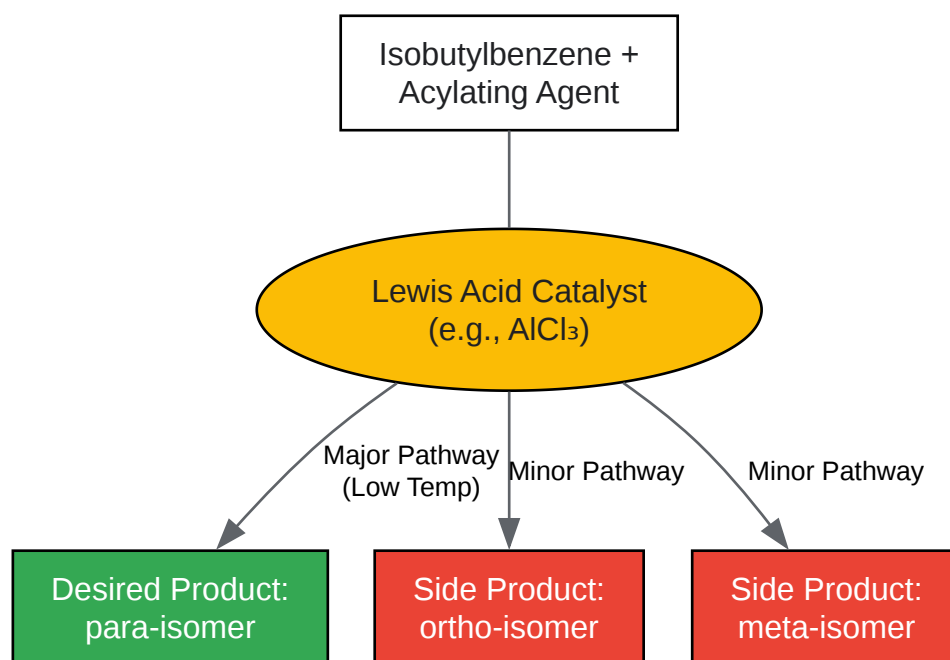 Isobutylbenzene +
Acylating Agent
Lewis Acid Catalyst
(e.g., AlCl₃)
Major Pathway
(Low Temp)
Minor Pathway
Minor Pathway
Desired Product:
para-isomer
Side Product:
ortho-isomer
Side Product:
meta-isomer